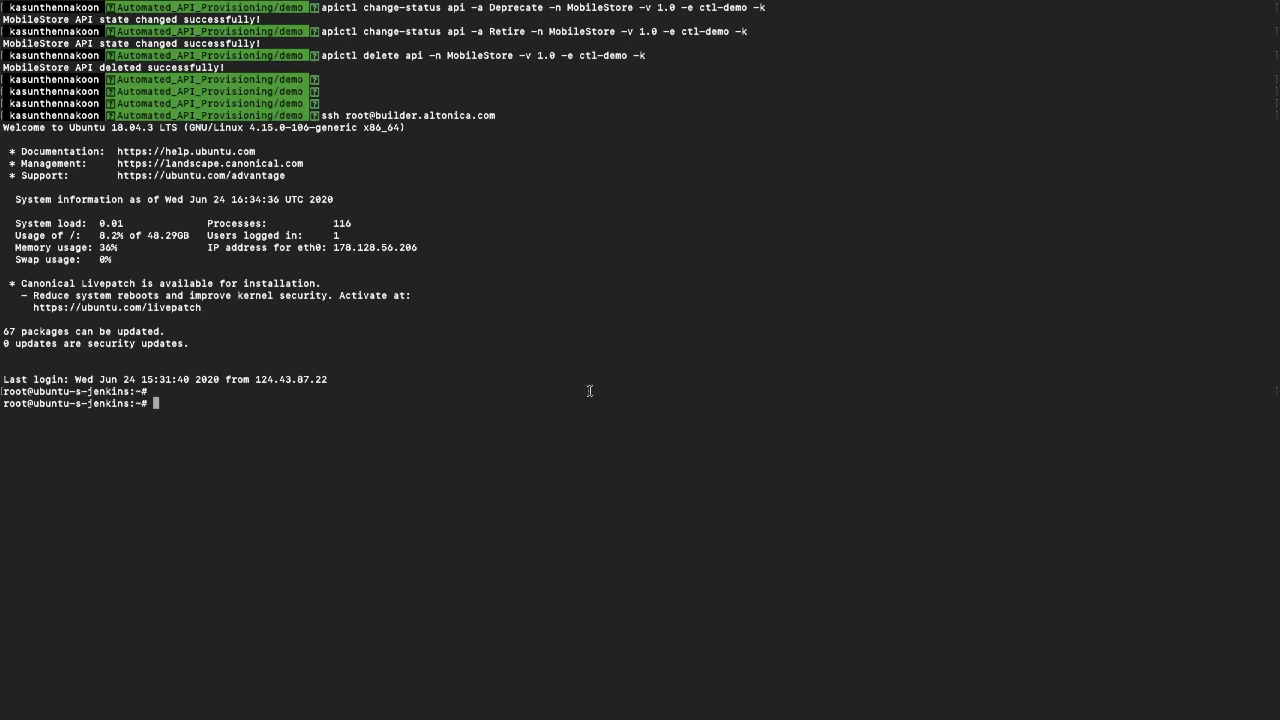 kasunthennakoon Automated_API_Provisioning/demo apictl change-status api -a Deprecate -n MobileStore -v 1.0 -e ctl-demo -k
MobileStore API state changed successfully!
kasunthennakoon Automated_API_Provisioning/demo apictl change-status api -a Retire -n MobileStore -v 1.0 -e ctl-demo -k
MobileStore API state changed successfully!
kasunthennakoon Automated_API_Provisioning/demo apictl delete api -n MobileStore -v 1.0 -e ctl-demo -k
MobileStore API deleted successfully!
kasunthennakoon Automated_API_Provisioning/demo
kasunthennakoon Automated_API_Provisioning/demo
kasunthennakoon Automated_API_Provisioning/demo
kasunthennakoon Automated_API_Provisioning/demo ssh root@builder.altonica.com
Welcome to Ubuntu 18.04.3 LTS (GNU/Linux 4.15.0-106-generic x86_64)
* Documentation: https://help.ubuntu.com
* Management: https://landscape.canonical.com
* Support: https://ubuntu.com/advantage
System information as of Wed Jun 24 16:34:36 UTC 2020
System load: 0.01 Processes: 116
Usage of /: 8.2% of 48.29GB Users logged in: 1
Memory usage: 36% IP address for eth0: 178.128.56.206
Swap usage: 0%
* Canonical Livepatch is available for installation.
- Reduce system reboots and improve kernel security. Activate at:
https://ubuntu.com/livepatch
67 packages can be updated.
0 updates are security updates.
Last login: Wed Jun 24 15:31:40 2020 from 124.43.87.22
root@ubuntu-s-jenkins:~#
root@ubuntu-s-jenkins:~#